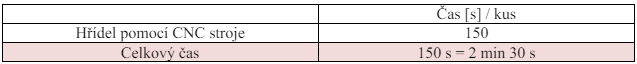 Čas [s] / kus
Hřídel pomocí CNC stroje 150
Celkový čas 150 s = 2 min 30 s